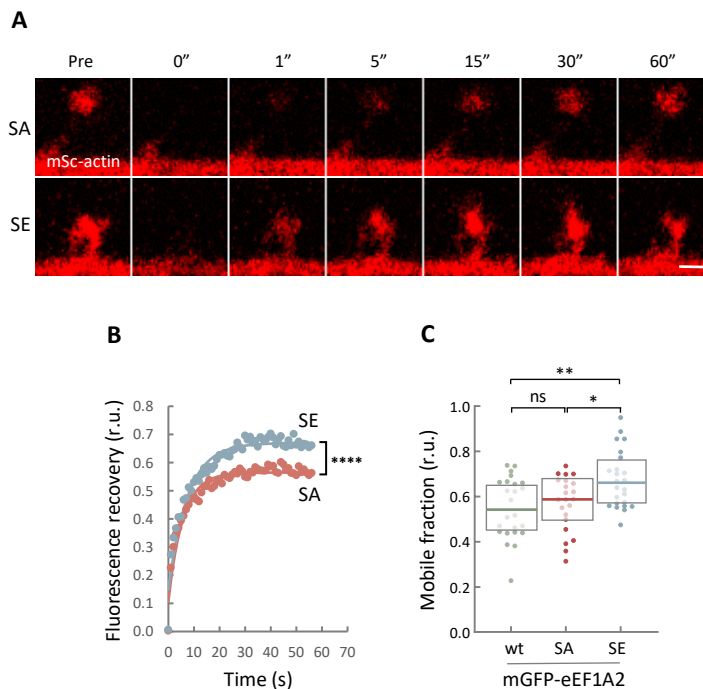 A
Pre 0” 1” 5” 15” 30” 60”
SA
mSc-actin
SE
B
Fluorescence recovery (r.u.)
0.8
0.7
0.6
0.5
0.4
0.3
0.2
0.1
0.0
SE
****
SA
0 10 20 30 40 50 60 70
Time (s)
C
**
ns *
Mobile fraction (r.u.)
1.0
0.8
0.6
0.4
0.2
0.0
wt SA SE
mGFP-eEF1A2